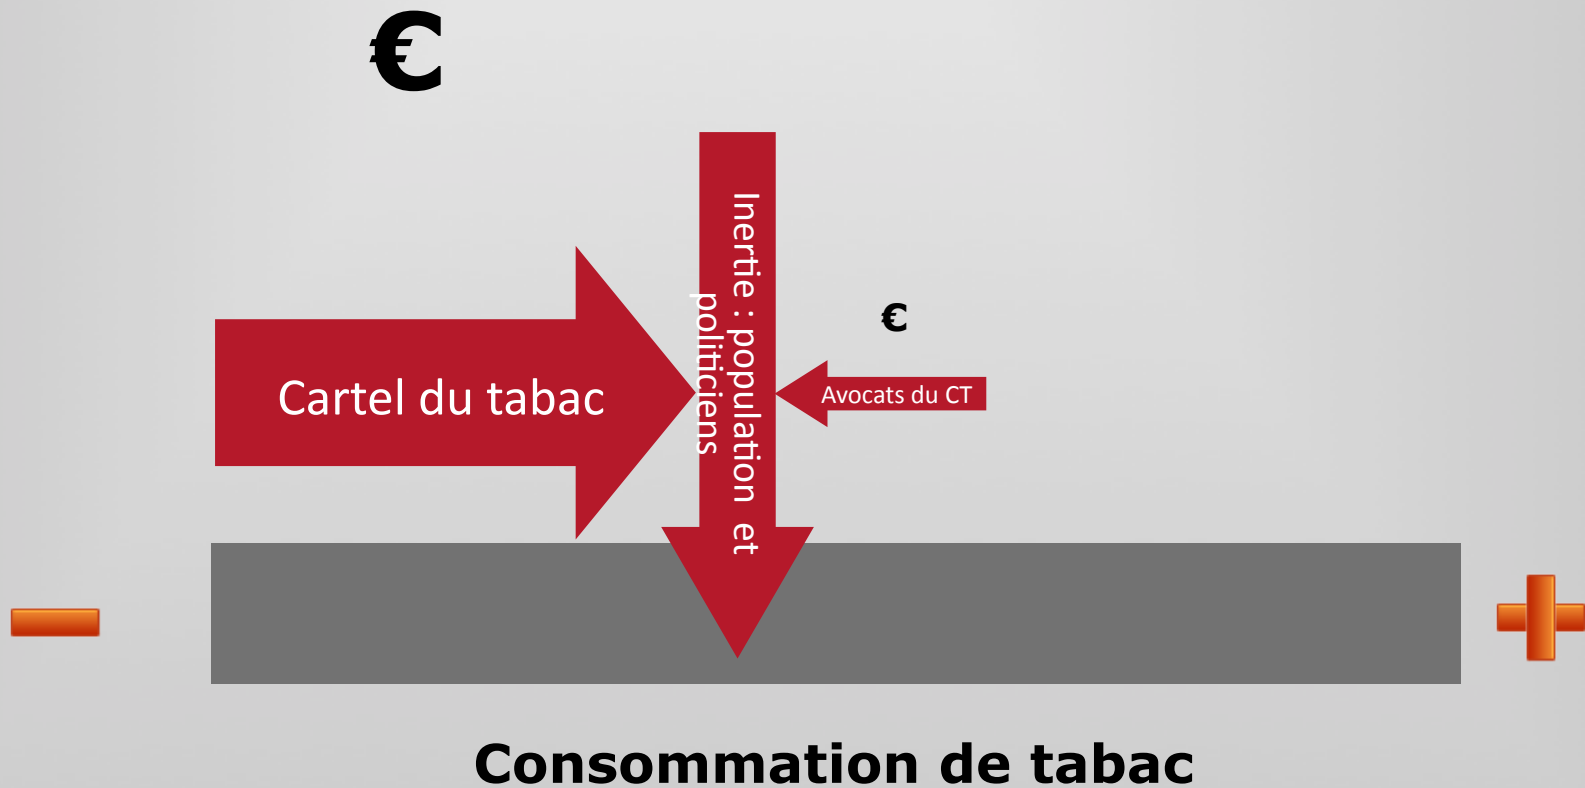 €
Inertie : population et
politiciens
€
Cartel du tabac
Avocats du CT
Consommation de tabac